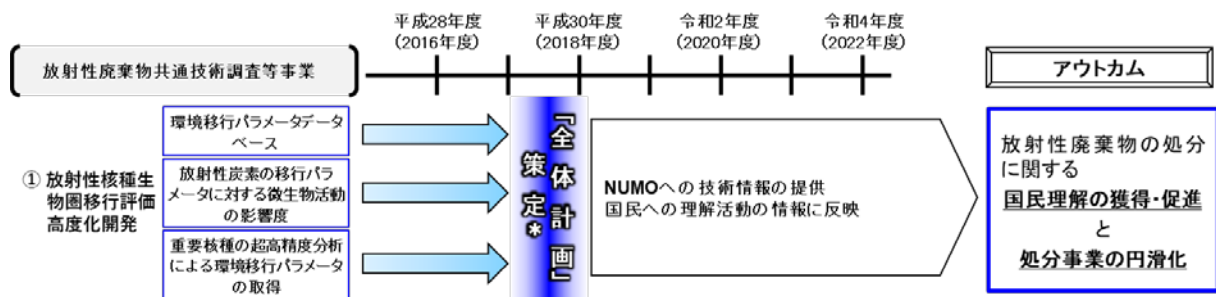 平成28年度
(2016年度)
平成30年度
(2018年度)
令和2年度
(2020年度)
令和4年度
(2022年度)
放射性廃棄物共通技術調査等事業
アウトカム
① 放射性核種生
物圏移行評価
高度化開発
環境移行パラメータデータ
ベース
放射性炭素の移行パラ
メータに対する微生物活動
の影響度
重要核種の超高精度分析
による環境移行パラメータ
の取得
「全体計画」
策定*
NUMOへの技術情報の提供
国民への理解活動の情報に反映
放射性廃棄物の処分
に関する
国民理解の獲得・促進
と
処分事業の円滑化